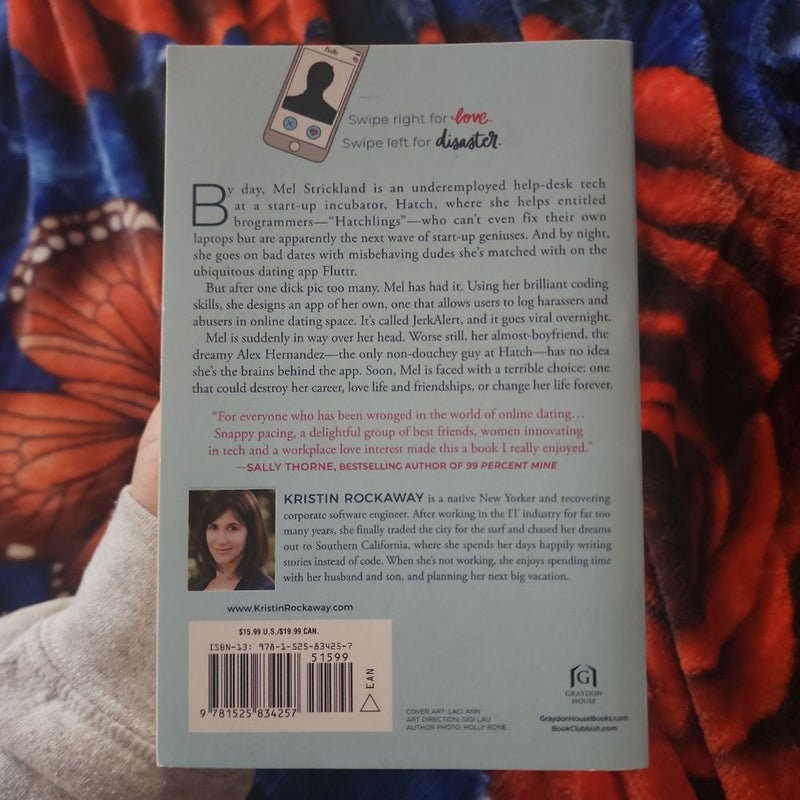 Fluttr
Swipe right for love.
Swipe left for disaster.
By day, Mel Strickland is an underemployed help-desk tech
at a start-up incubator, Hatch, where she helps entitled
brogrammers—“Hatchlings”—who can’t even fix their own
laptops but are apparently the next wave of start-up geniuses. And by night,
she goes on bad dates with misbehaving dudes she’s matched with on the
ubiquitous dating app Fluttr.
But after one dick pic too many, Mel has had it. Using her brilliant coding
skills, she designs an app of her own, one that allows users to log harassers and
abusers in online dating space. It’s called JerkAlert, and it goes viral overnight.
Mel is suddenly in way over her head. Worse still, her almost-boyfriend, the
dreamy Alex Hernandez—the only non-douchey guy at Hatch—has no idea
she’s the brains behind the app. Soon, Mel is faced with a terrible choice: one
that could destroy her career, love life and friendships, or change her life forever.
“For everyone who has been wronged in the world of online dating…
Snappy pacing, a delightful group of best friends, women innovating
in tech and a workplace love interest made this a book I really enjoyed.”
—SALLY THORNE, BESTSELLING AUTHOR OF 99 PERCENT MINE
KRISTIN ROCKAWAY is a native New Yorker and recovering
corporate software engineer. After working in the IT industry for far too
many years, she finally traded the city for the surf and chased her dreams
out to Southern California, where she spends her days happily writing
stories instead of code. When she’s not working, she enjoys spending time
with her husband and son, and planning her next big vacation.
www.KristinRockaway.com
$15.99 U.S./$19.99 CAN.
ISBN-13: 978-1-525-83425-7
51599
EAN
9 781525 834257
COVER ART: LACI ANN
ART DIRECTION: GIGI LAU
AUTHOR PHOTO: HOLLY RONE
G
GRAYDON
HOUSE
GraydonHouseBooks.com
BookClubbish.com